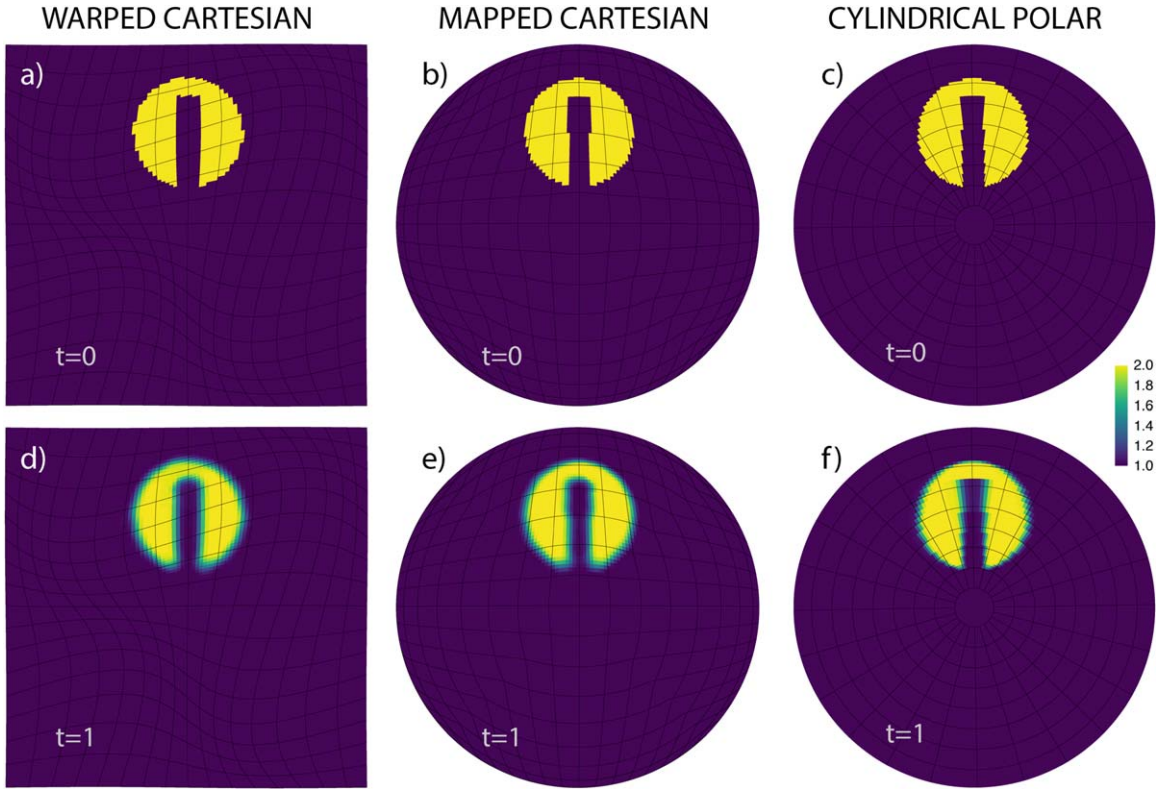 WARPED CARTESIAN
MAPPED CARTESIAN
CYLINDRICAL POLAR
a)
b)
c)
t=0
t=0
t=0
2.0
1.8
1.6
1.4
1.2
1.0
d)
e)
f)
t=1
t=1
t=1